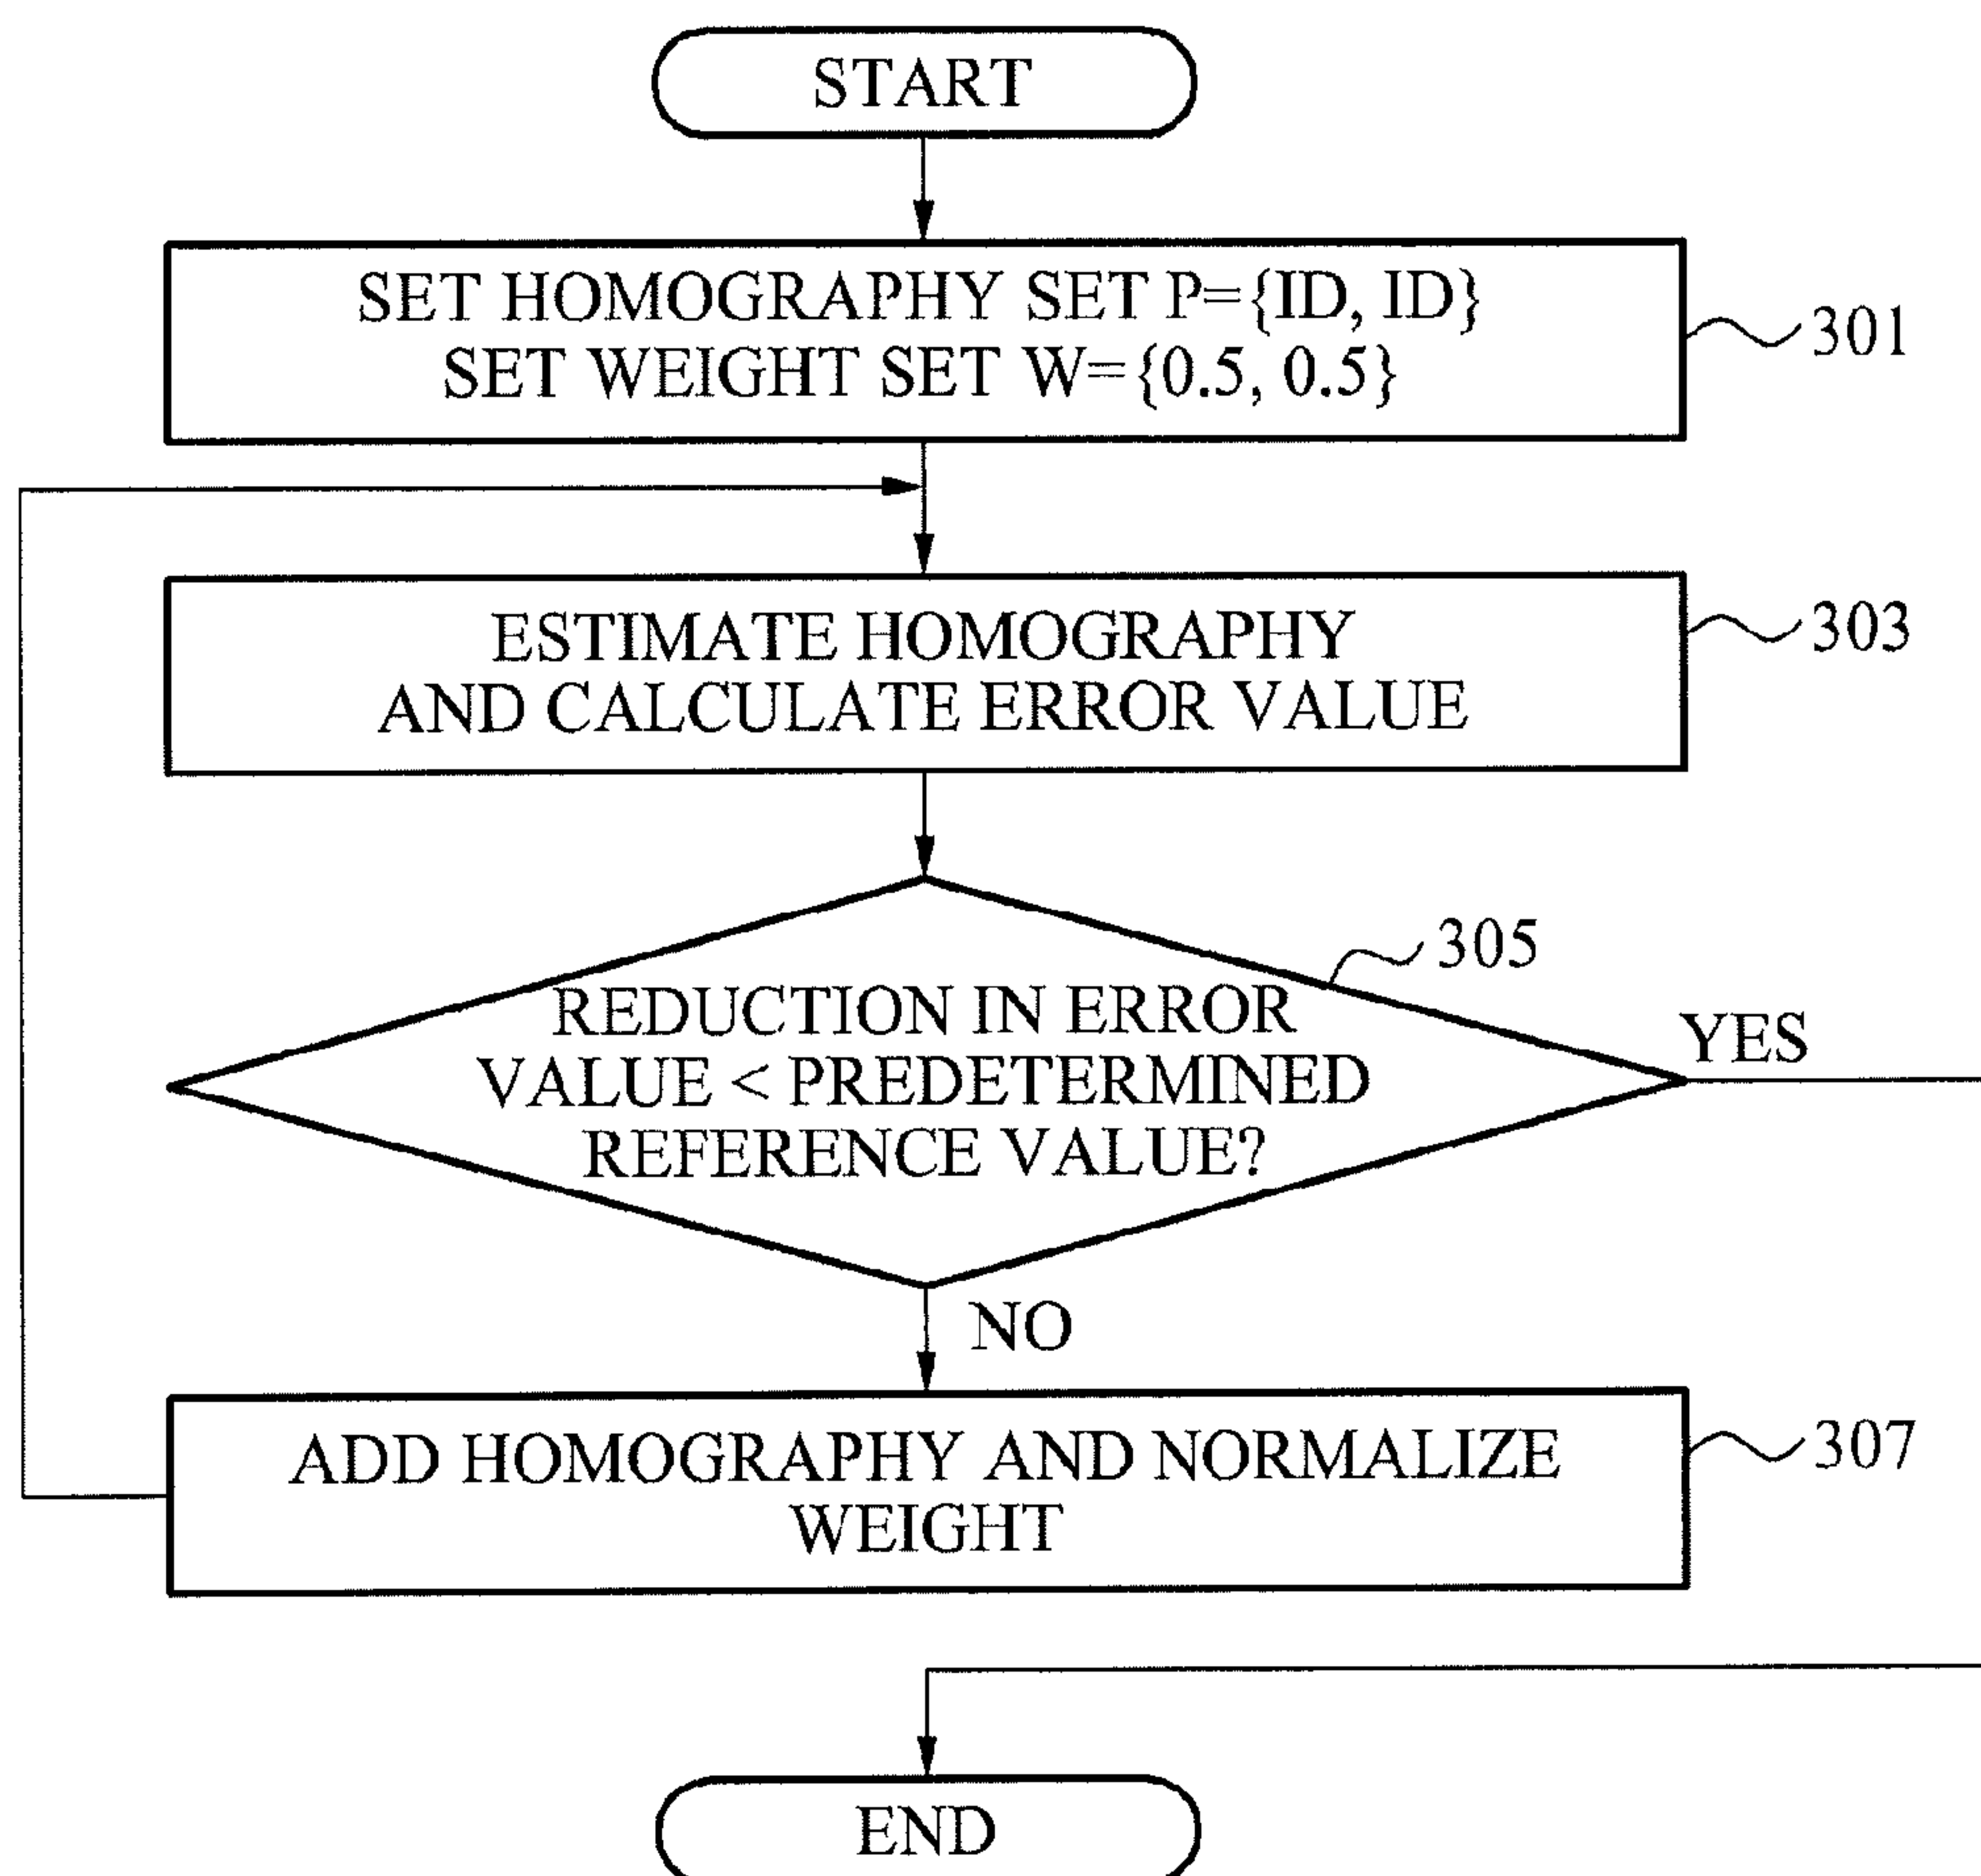 START
SET HOMOGRAPHY SET P={ID, ID}
SET WEIGHT SET W={0.5, 0.5}
301
ESTIMATE HOMOGRAPHY
AND CALCULATE ERROR VALUE
303
305
REDUCTION IN ERROR
VALUE < PREDETERMINED
REFERENCE VALUE?
YES
NO
ADD HOMOGRAPHY AND NORMALIZE
WEIGHT
307
END